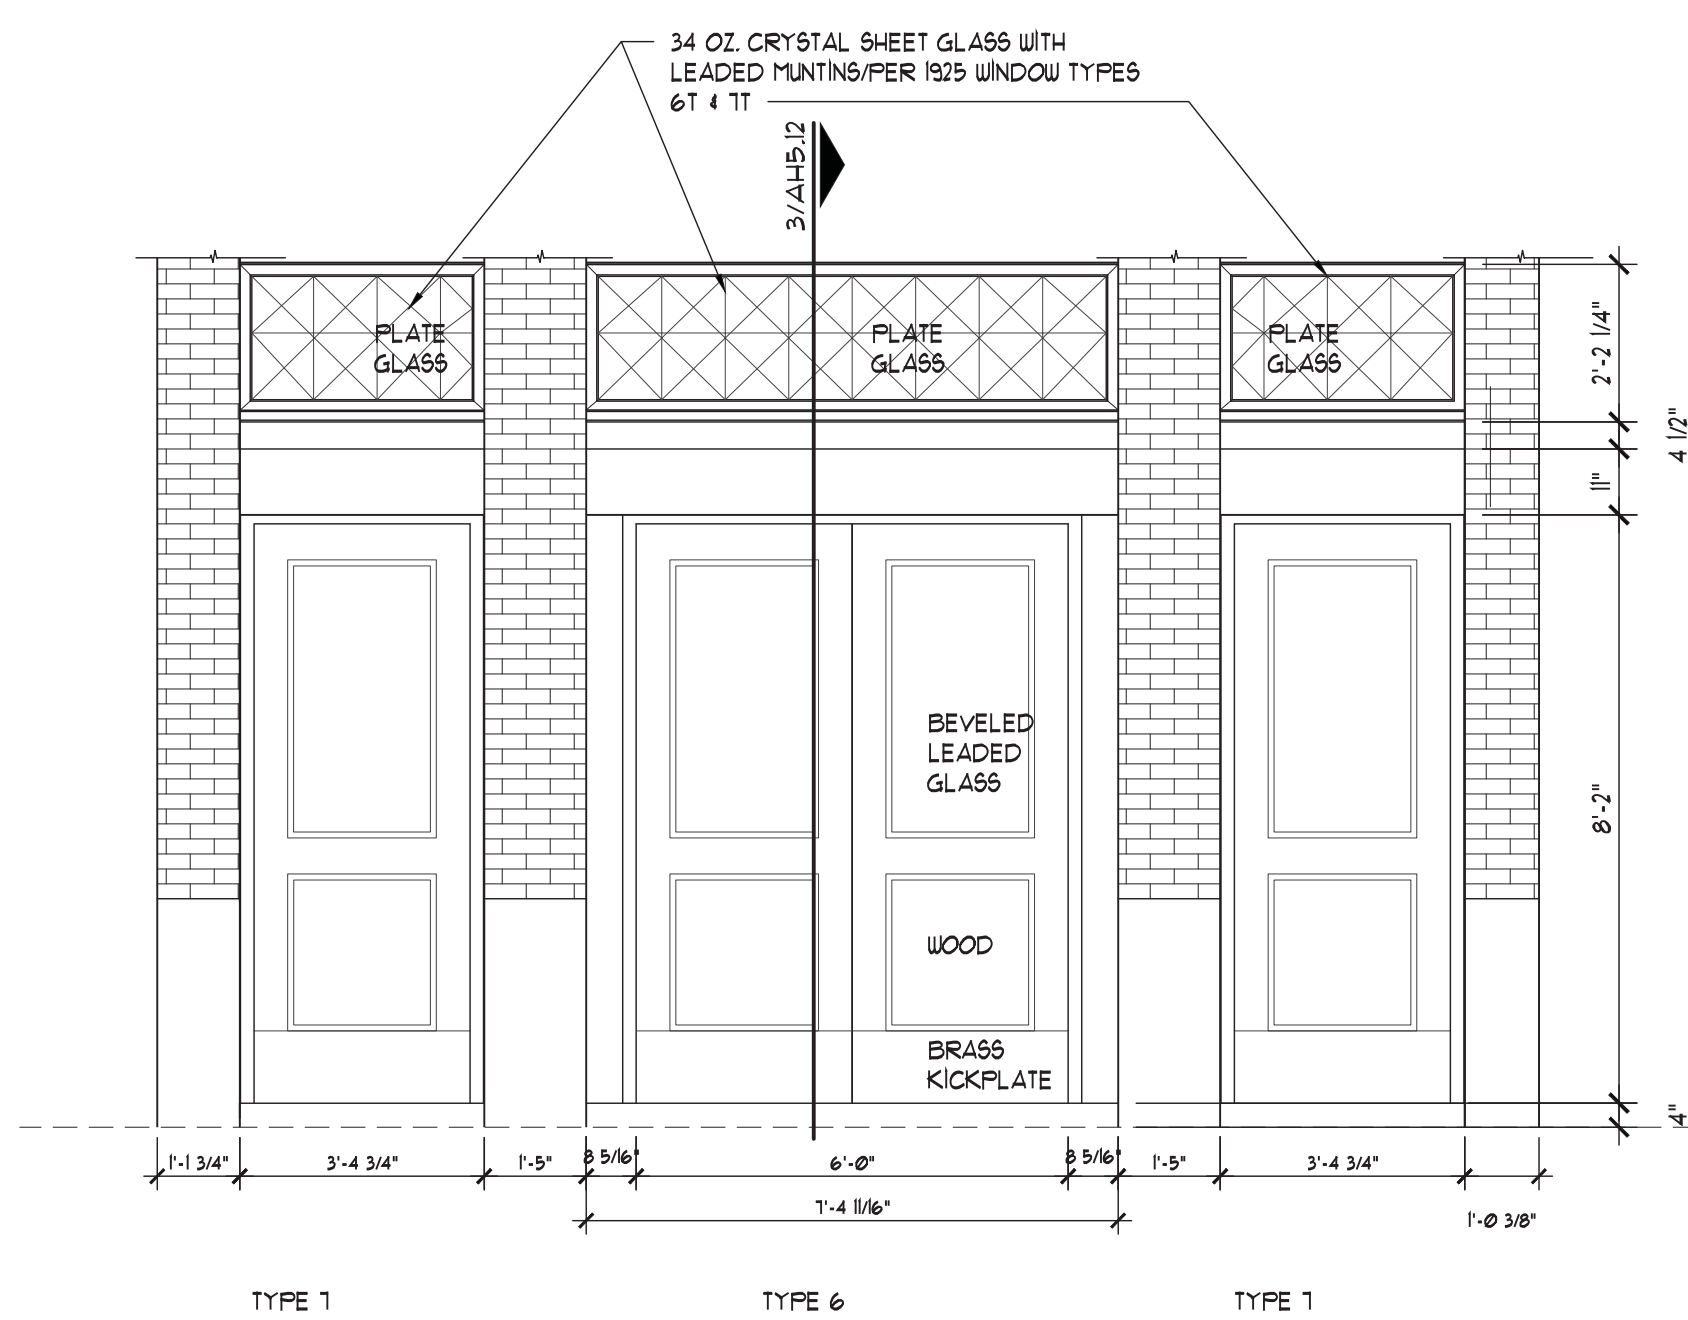 34 OZ. CRYSTAL SHEET GLASS WITH
LEADED MUNTINS/PER 1925 WINDOW TYPES
6T & 7T
3/AH5.12
PLATE
GLASS
PLATE
GLASS
PLATE
GLASS
2'-2 1/4"
4 1/2"
11"
8'-2"
4"
BEVELED
LEADED
GLASS
WOOD
BRASS
KICKPLATE
1'-1 3/4"
3'-4 3/4"
1'-5"
8 5/16"
6'-0"
8 5/16"
1'-5"
3'-4 3/4"
7'-4 11/16"
1'-0 3/8"
TYPE 7
TYPE 6
TYPE 7